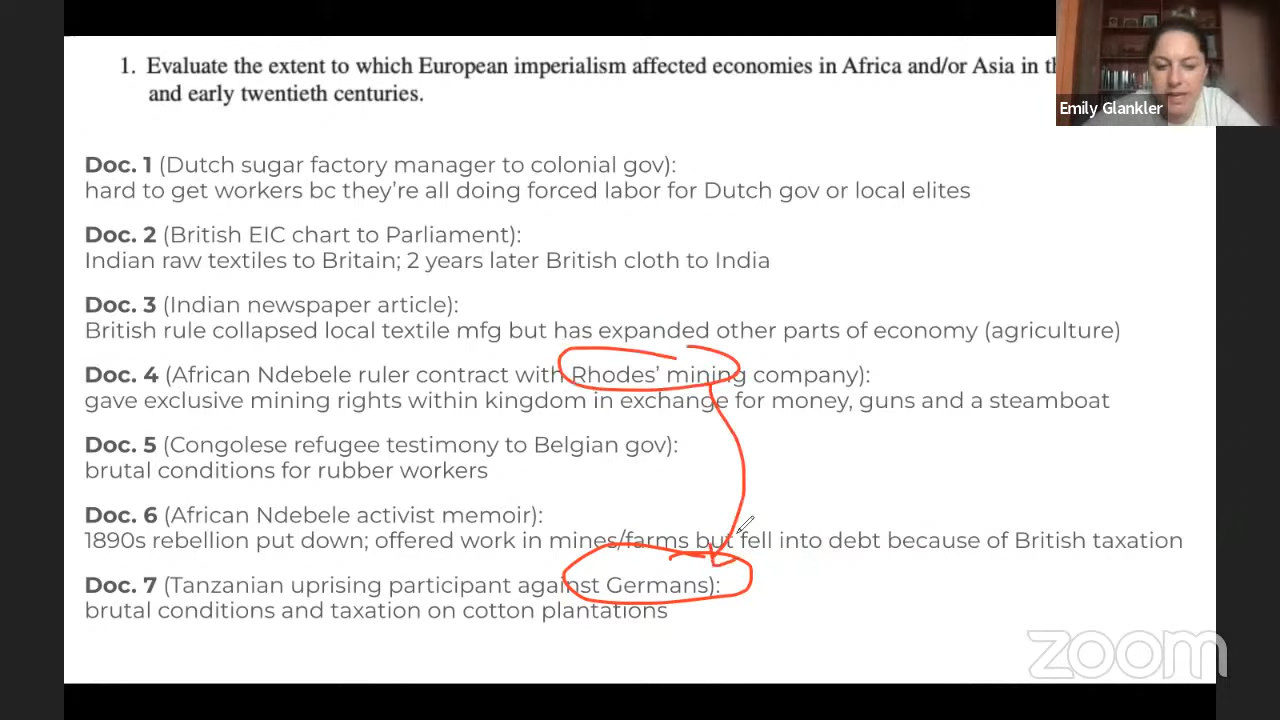 1. Evaluate the extent to which European imperialism affected economies in Africa and/or Asia in
and early twentieth centuries.
Emily Glankler
Doc. 1 (Dutch sugar factory manager to colonial gov):
hard to get workers bc they're all doing forced labor for Dutch gov or local elites
Doc. 2 (British EIC chart to Parliament):
Indian raw textiles to Britain; 2 years later British cloth to India
Doc. 3 (Indian newspaper article):
British rule collapsed local textile mfg but has expanded other parts of economy (agriculture)
Doc. 4 (African Ndebele ruler contract with Rhodes' mining company):
gave exclusive mining rights within kingdom in exchange for money, guns and a steamboat
Doc. 5 (Congolese refugee testimony to Belgian gov):
brutal conditions for rubber workers
Doc. 6 (African Ndebele activist memoir):
1890s rebellion put down; offered work in mines/farms but fell into debt because of British taxation
Doc. 7 (Tanzanian uprising participant against Germans):
brutal conditions and taxation on cotton plantations
zoom